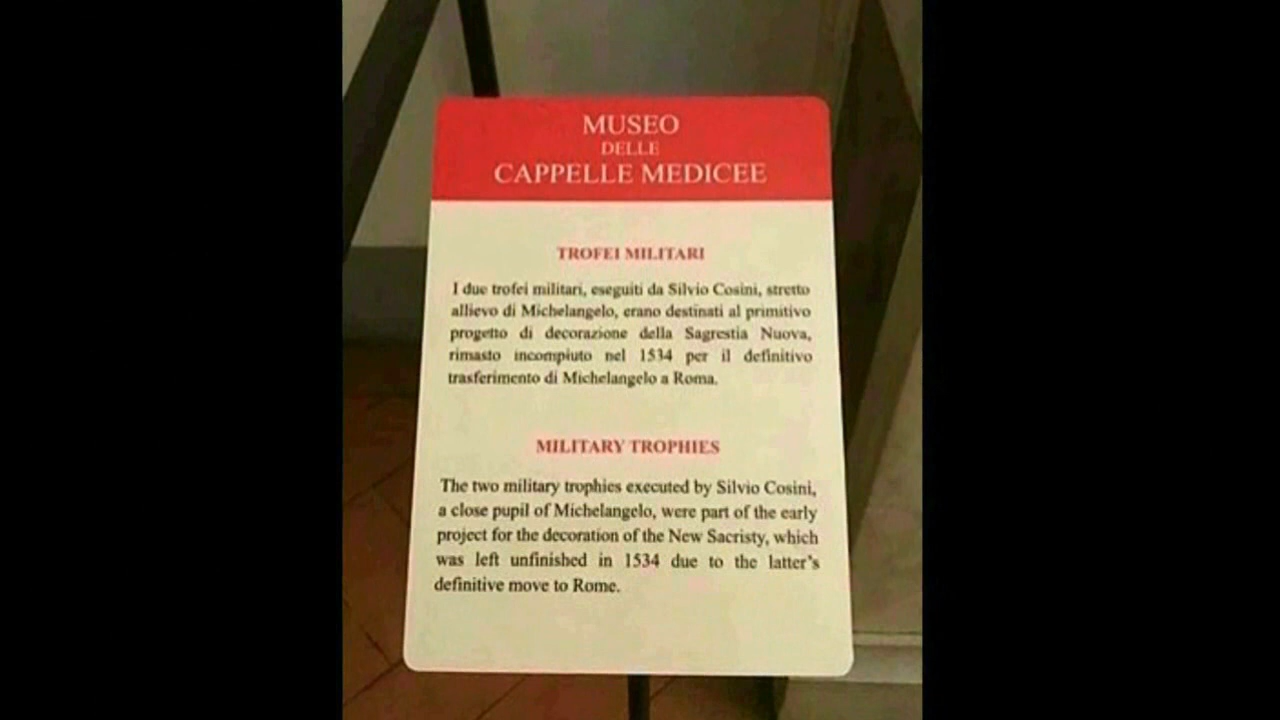 MUSEO
DELLE
CAPPELLE MEDICEE
TROFEI MILITARI
I due trofei militari, eseguiti da Silvio Cosini, stretto
allievo di Michelangelo, erano destinati al primitivo
progetto di decorazione della Sagrestia Nuova,
rimasto incompiuto nel 1534 per il definitivo
trasferimento di Michelangelo a Roma.
MILITARY TROPHIES
The two military trophies executed by Silvio Cosini,
a close pupil of Michelangelo, were part of the early
project for the decoration of the New Sacristy, which
was left unfinished in 1534 due to the latter's
definitive move to Rome.